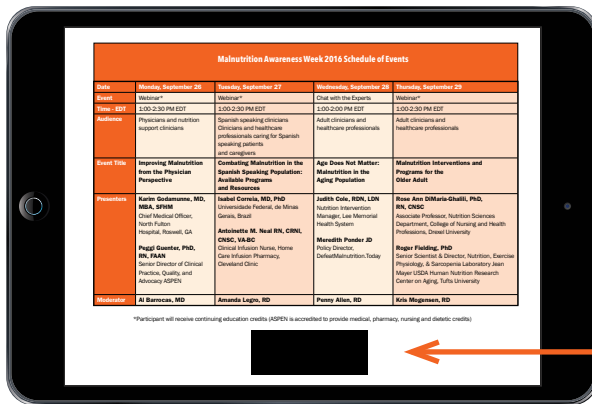 Malnutrition Awareness Week 2016 Schedule of Events
Date Monday, September 26 Tuesday, September 27 Wednesday, September 28 Thursday, September 29
Event Webinar* Webinar* Chat with the Experts Webinar*
Time - EDT 1:00-2:30 PM EDT 1:00-2:30 PM EDT 1:00-2:00 PM EDT 1:00-2:30 PM EDT
Audience
Physicians and nutrition
support clinicians
Spanish speaking clinicians
Clinicians and healthcare
professionals caring for Spanish
speaking patients
and caregivers
Adult clinicians and
healthcare professionals
Adult clinicians and
healthcare professionals
Event Title
Improving Malnutrition
from the Physician
Perspective
Combating Malnutrition in the
Spanish Speaking Population:
Available Programs
and Resources
Age Does Not Matter:
Malnutrition in the
Aging Population
Malnutrition Interventions and
Programs for the
Older Adult
Presenters
Karim Godamunne, MD,
MBA, SFHM
Chief Medical Officer,
North Fulton
Hospital, Roswell, GA
Peggi Guenter, PhD,
RN, FAAN
Senior Director of Clinical
Practice, Quality, and
Advocacy ASPEN
Isabel Correia, MD, PhD
Universidade Federal, de Minas
Gerais, Brazil
Antoinette M. Neal RN, CRNI,
CNSC, VA-BC
Clinical Infusion Nurse, Home
Care Infusion Pharmacy,
Cleveland Clinic
Judith Cole, RDN, LDN
Nutrition Intervention
Manager, Lee Memorial
Health System
Meredith Ponder JD
Policy Director,
DefeatMalnutrition.Today
Rose Ann DiMaria-Ghalili, PhD,
RN, CNSC
Associate Professor, Nutrition Sciences
Department, College of Nursing and Health
Professions, Drexel University
Roger Fielding, PhD
Senior Scientist & Director, Nutrition, Exercise
Physiology, & Sarcopenia Laboratory Jean
Mayer USDA Human Nutrition Research
Center on Aging, Tufts University
Moderator Al Barrocas, MD Amanda Legro, RD Penny Allen, RD Kris Mogensen, RD
*Participant will receive continuing education credits (ASPEN is accredited to provide medical, pharmacy, nursing and dietetic credits)